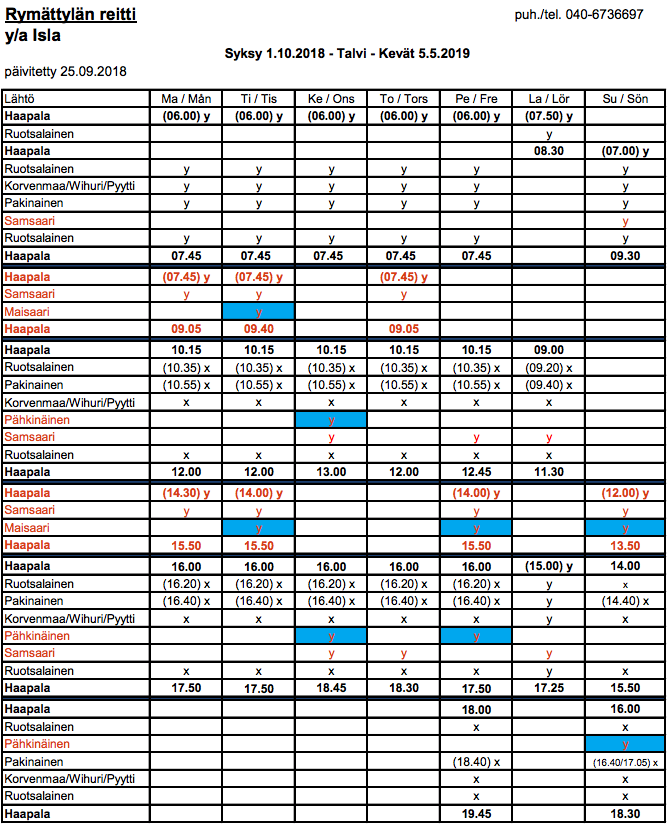 Rymättylän reitti puh./tel. 040-6736697
y/a Isla
Syksy 1.10.2018 - Talvi - Kevät 5.5.2019
päivitetty 25.09.2018
Lähtö Ma / Mån Ti / Tis Ke / Ons To / Tors Pe / Fre La / Lör Su / Sön
Haapala (06.00) y (06.00) y (06.00) y (06.00) y (06.00) y (07.50) y
Ruotsalainen y
Haapala 08.30 (07.00) y
Ruotsalainen y y y y y y
Korvenmaa/Wihuri/Pyytti y y y y y y
Pakinainen y y y y y y
Samsaari y
Ruotsalainen y y y y y y
Haapala 07.45 07.45 07.45 07.45 07.45 09.30
Haapala (07.45) y (07.45) y (07.45) y
Samsaari y y y
Maisaari y
Haapala 09.05 09.40 09.05
Haapala 10.15 10.15 10.15 10.15 10.15 09.00
Ruotsalainen (10.35) x (10.35) x (10.35) x (10.35) x (10.35) x (09.20) x
Pakinainen (10.55) x (10.55) x (10.55) x (10.55) x (10.55) x (09.40) x
Korvenmaa/Wihuri/Pyytti x x x x x x
Pähkinäinen y
Samsaari y y y
Ruotsalainen x x x x x x
Haapala 12.00 12.00 13.00 12.00 12.45 11.30
Haapala (14.30) y (14.00) y (14.00) y (12.00) y
Samsaari y y y y
Maisaari y y y
Haapala 15.50 15.50 15.50 13.50
Haapala 16.00 16.00 16.00 16.00 16.00 (15.00) y 14.00
Ruotsalainen (16.20) x (16.20) x (16.20) x (16.20) x (16.20) x y x
Pakinainen (16.40) x (16.40) x (16.40) x (16.40) x (16.40) x y (14.40) x
Korvenmaa/Wihuri/Pyytti x x x x x y x
Pähkinäinen y y
Samsaari y y y
Ruotsalainen x x x x x y x
Haapala 17.50 17.50 18.45 18.30 17.50 17.25 15.50
Haapala 18.00 16.00
Ruotsalainen x x
Pähkinäinen y
Pakinainen (18.40) x (16.40/17.05) x
Korvenmaa/Wihuri/Pyytti x x
Ruotsalainen x x
Haapala 19.45 18.30